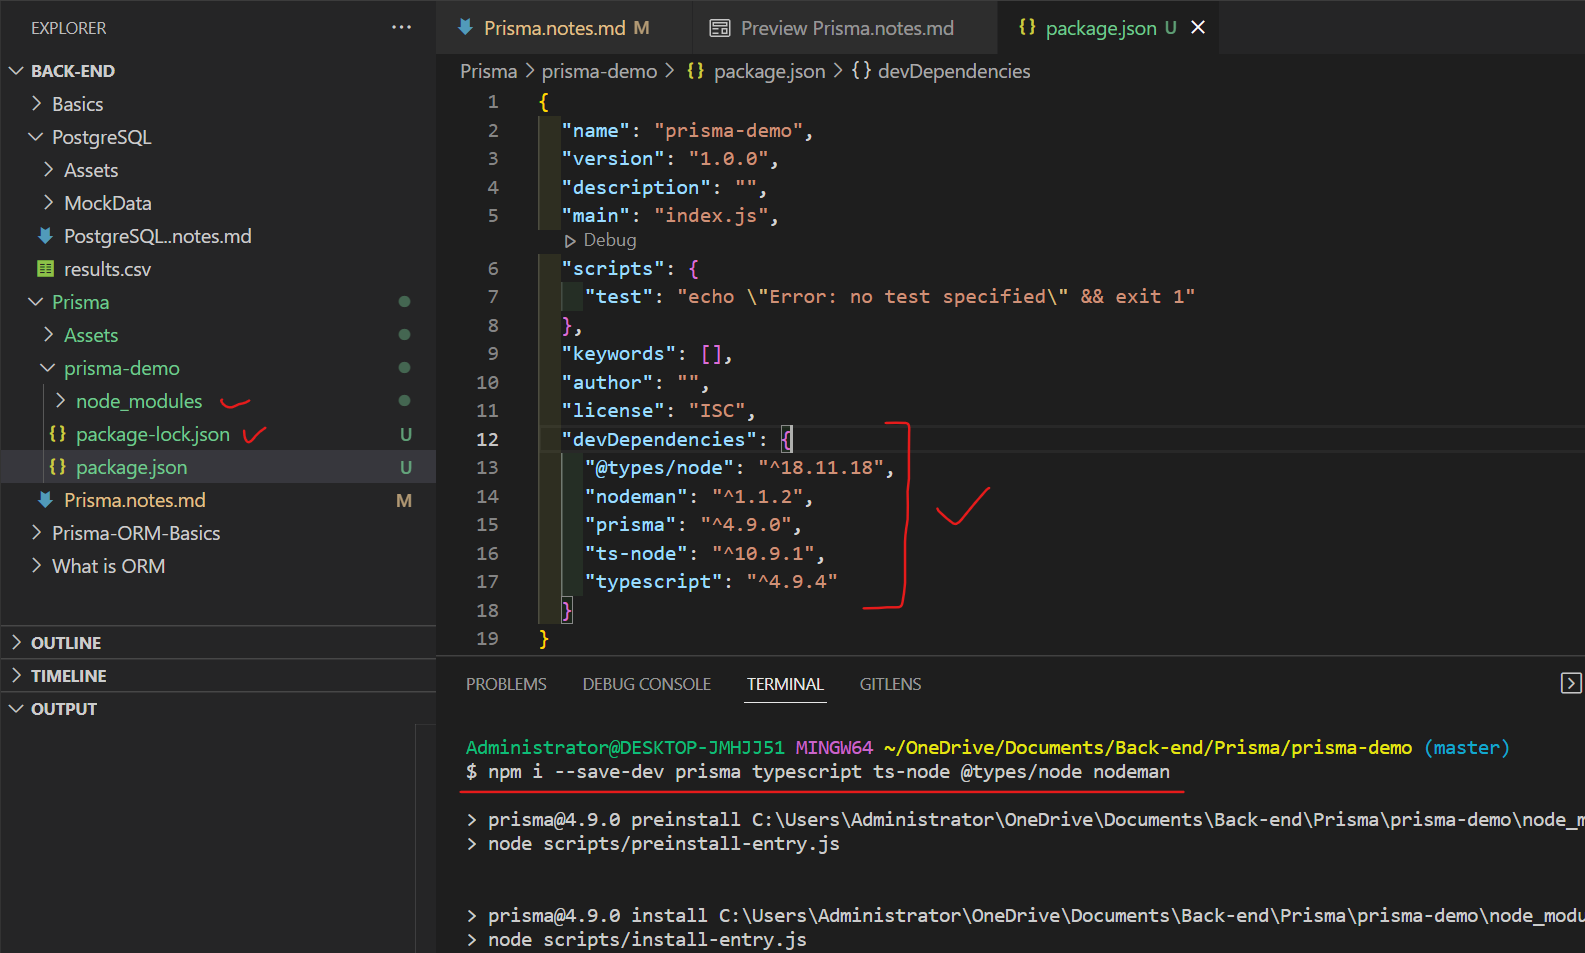 EXPLORER
···
BACK-END
Basics
PostgreSQL
Assets
MockData
PostgreSQL..notes.md
results.csv
Prisma
Assets
prisma-demo
node_modules
package-lock.json U
package.json U
Prisma.notes.md M
Prisma-ORM-Basics
What is ORM
OUTLINE
TIMELINE
OUTPUT
Prisma.notes.md M
Preview Prisma.notes.md
{} package.json U
Prisma > prisma-demo > {} package.json > {} devDependencies
1 {
2 "name": "prisma-demo",
3 "version": "1.0.0",
4 "description": "",
5 "main": "index.js",
Debug
6 "scripts": {
7 "test": "echo \"Error: no test specified\" && exit 1"
8 },
9 "keywords": [],
10 "author": "",
11 "license": "ISC",
12 "devDependencies": {
13 "@types/node": "^18.11.18",
14 "nodeman": "^1.1.2",
15 "prisma": "^4.9.0",
16 "ts-node": "^10.9.1",
17 "typescript": "^4.9.4"
18 }
19 }
PROBLEMS DEBUG CONSOLE TERMINAL GITLENS
Administrator@DESKTOP-JMHJJ51 MINGW64 ~/OneDrive/Documents/Back-end/Prisma/prisma-demo (master)
$ npm i --save-dev prisma typescript ts-node @types/node nodeman
> prisma@4.9.0 preinstall C:\Users\Administrator\OneDrive\Documents\Back-end\Prisma\prisma-demo\node_m
> node scripts/preinstall-entry.js
> prisma@4.9.0 install C:\Users\Administrator\OneDrive\Documents\Back-end\Prisma\prisma-demo\node_modu
> node scripts/install-entry.js